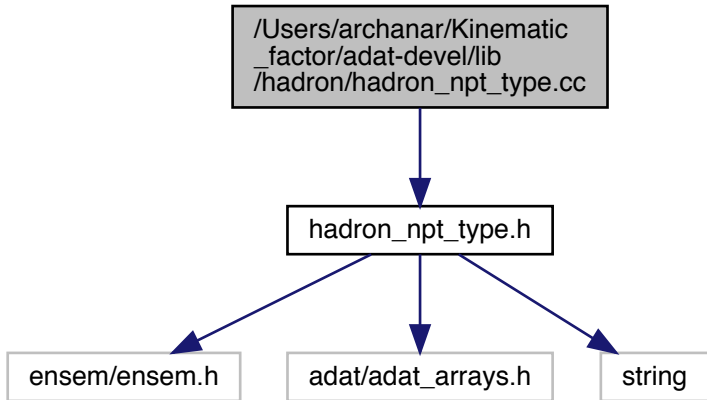 /Users/archanar/Kinematic
_factor/adat-devel/lib
/hadron/hadron_npt_type.cc
hadron_npt_type.h
ensem/ensem.h
adat/adat_arrays.h
string